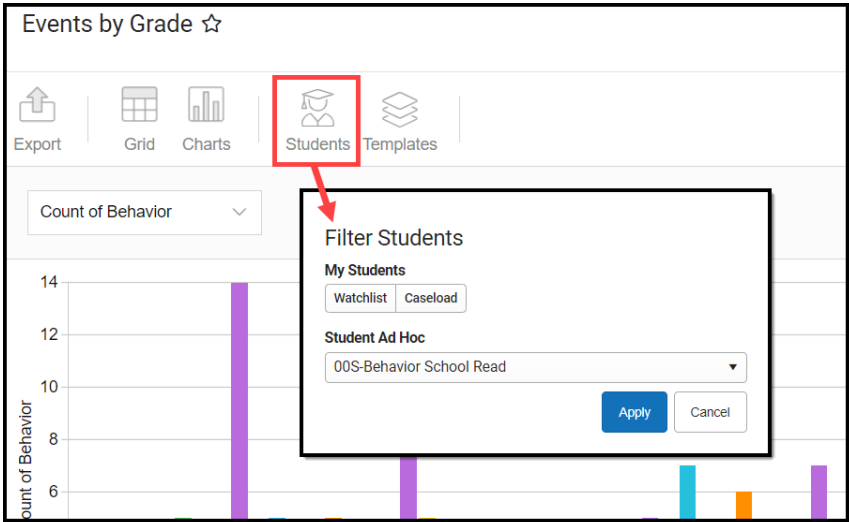 Events by Grade
Export Grid Charts Students Templates
Count of Behavior
Filter Students
My Students
Watchlist Caseload
Student Ad Hoc
00S-Behavior School Read
Apply Cancel
14
12
10
8
6
ount of Behavior